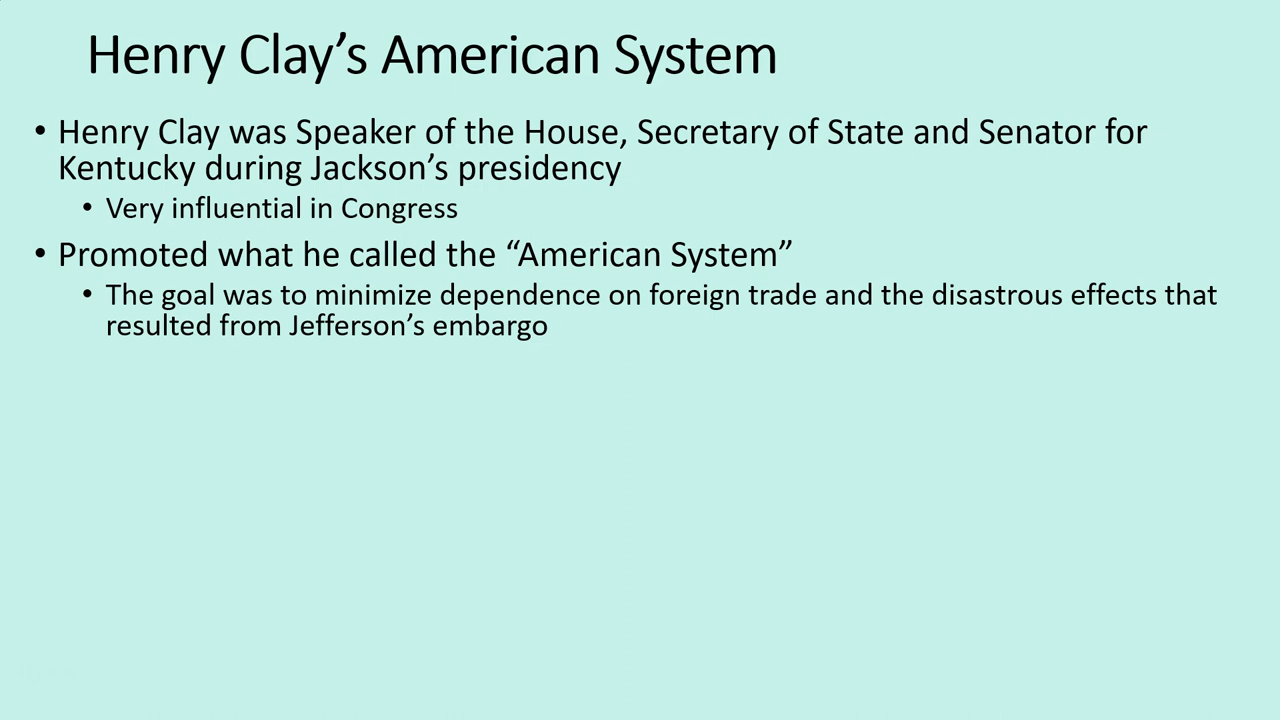 Henry Clay’s American System
• Henry Clay was Speaker of the House, Secretary of State and Senator for
Kentucky during Jackson’s presidency
• Very influential in Congress
• Promoted what he called the “American System”
• The goal was to minimize dependence on foreign trade and the disastrous effects that
resulted from Jefferson’s embargo